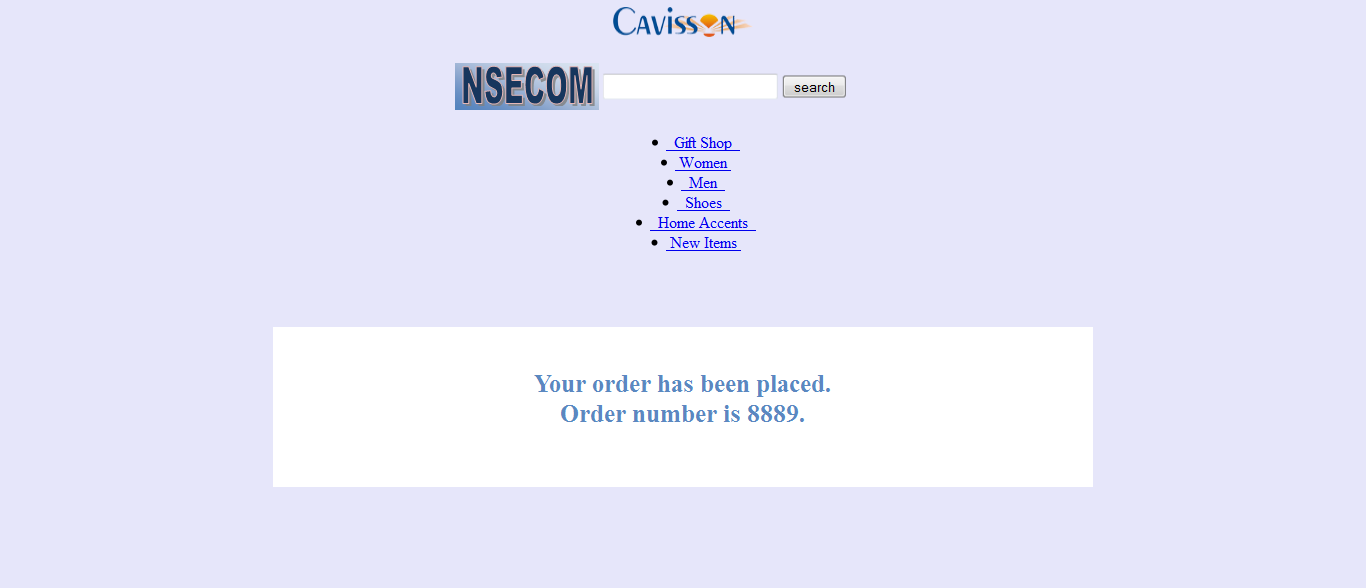 CAVISSON
NSECOM search
Gift Shop
Women
Men
Shoes
Home Accents
New Items
Your order has been placed.
Order number is 8889.